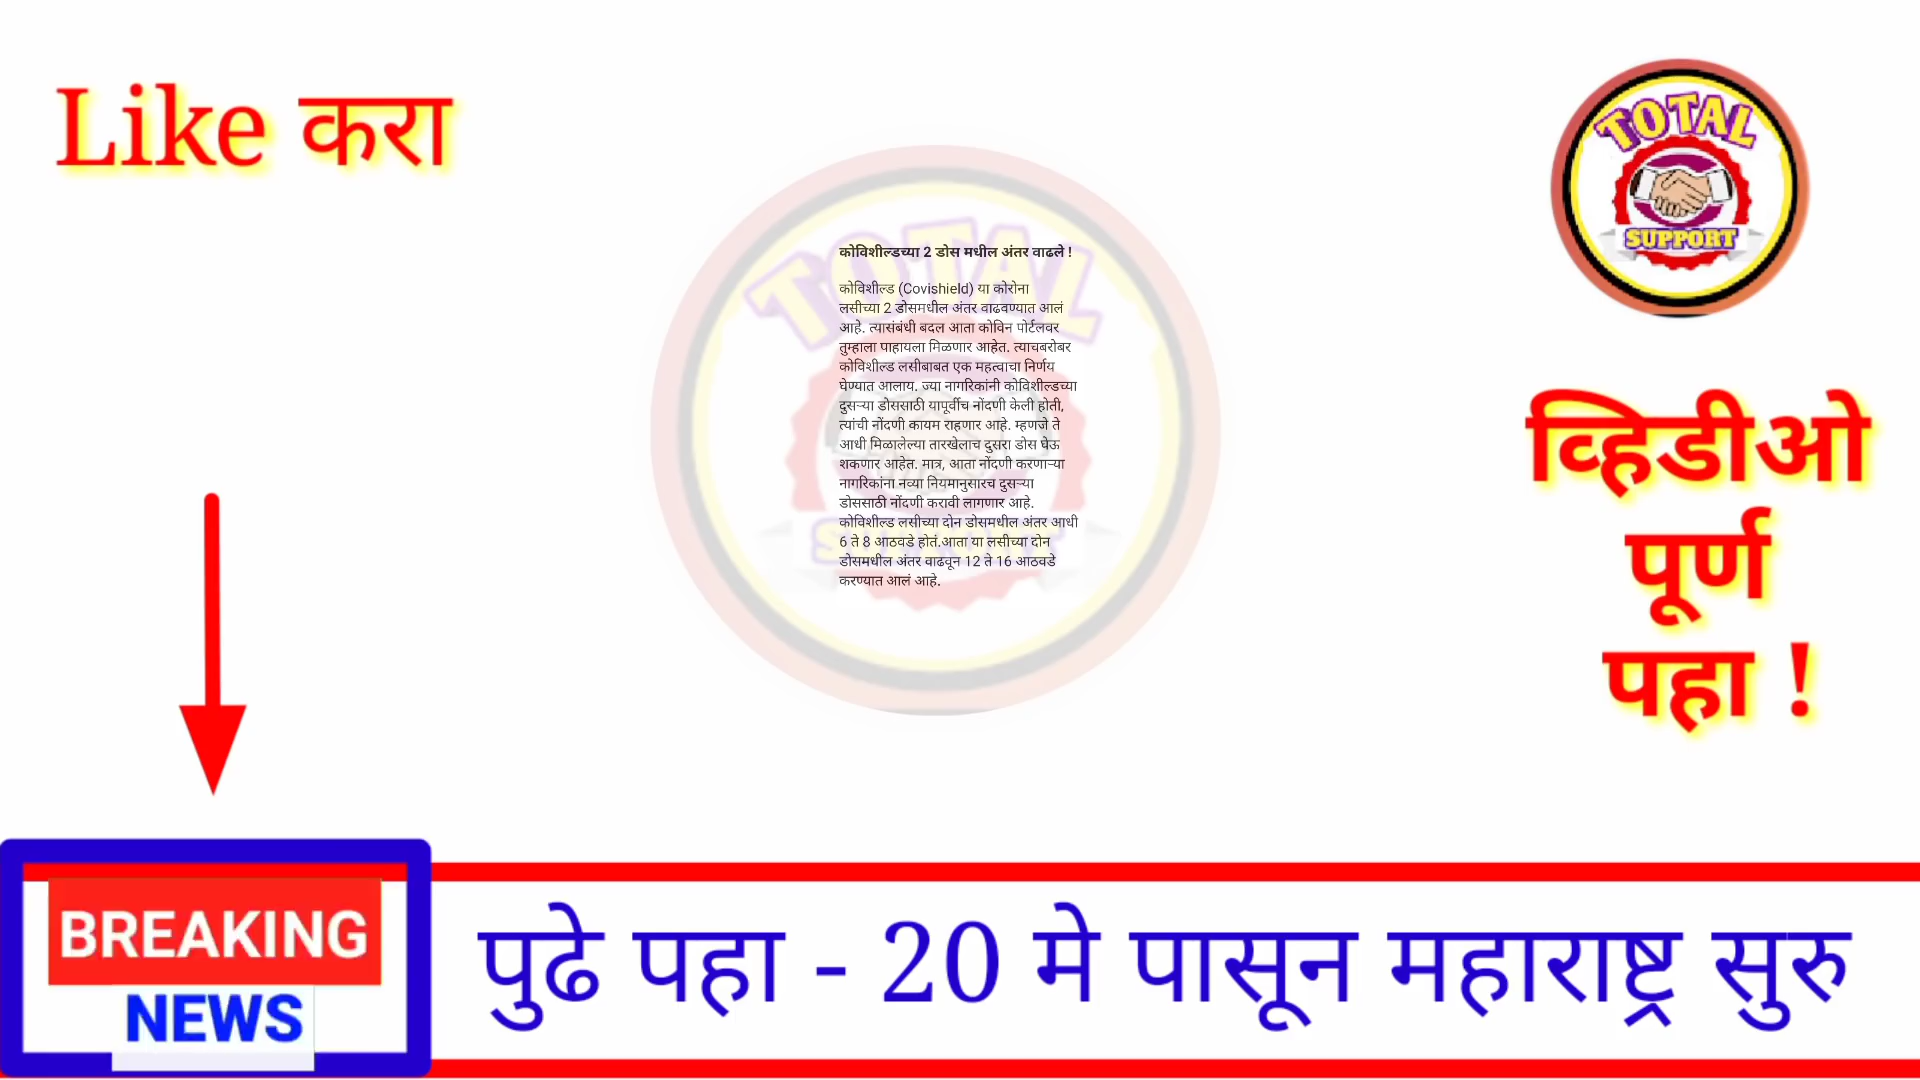 Like करा
TOTAL
SUPPORT
कोविशील्डच्या 2 डोस मधील अंतर वाढले !
कोविशील्ड (Covishield) या कोरोना
लसीच्या 2 डोसमधील अंतर वाढवण्यात आलं
आहे. त्यासंबंधी बदल आता कोविन पोर्टलवर
तुम्हाला पाहायला मिळणार आहेत. त्याचबरोबर
कोविशील्ड लसीबाबत एक महत्वाचा निर्णय
घेण्यात आलाय. ज्या नागरिकांनी कोविशील्डच्या
दुसऱ्या डोससाठी यापूर्वीच नोंदणी केली होती,
त्यांची नोंदणी कायम राहणार आहे. म्हणजे ते
आधी मिळालेल्या तारखेलाच दुसरा डोस घेऊ
शकणार आहेत. मात्र, आता नोंदणी करणाऱ्या
नागरिकांना नव्या नियमानुसारच दुसऱ्या
डोससाठी नोंदणी करावी लागणार आहे.
कोविशील्ड लसीच्या दोन डोसमधील अंतर आधी
6 ते 8 आठवडे होतं.आता या लसीच्या दोन
डोसमधील अंतर वाढवून 12 ते 16 आठवडे
करण्यात आलं आहे.
TOTAL
SUPPORT
व्हिडीओ
पूर्ण
पहा !
BREAKING
NEWS
पुढे पहा - 20 मे पासून महाराष्ट्र सुरु